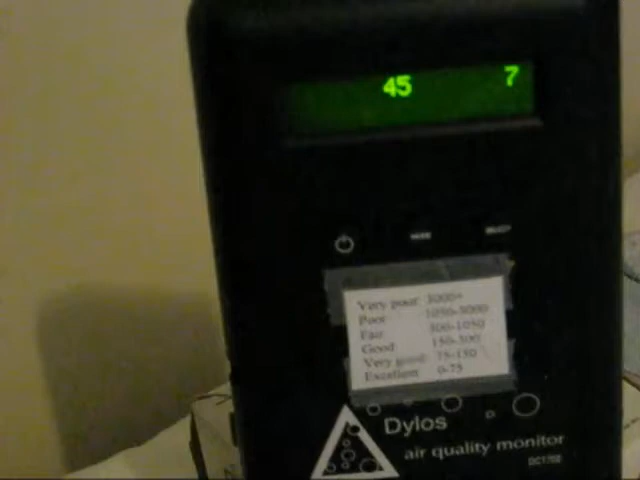 45 7
MODE SELECT
Very poor 3000+
Poor 1050-3000
Fair 300-1050
Good 150-300
Very good 75-150
Excellent 0-75
Dylos
air quality monitor
DC1700